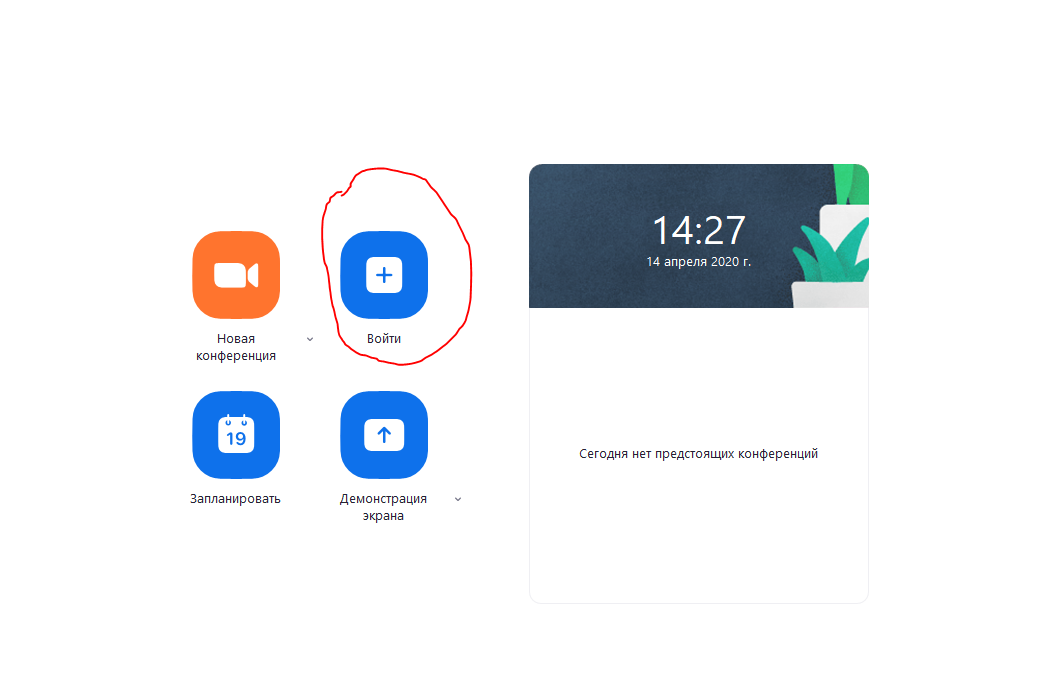 14:27
14 апреля 2020 г.
Новая
конференция
Войти
19
Запланировать
Демонстрация
экрана
Сегодня нет предстоящих конференций